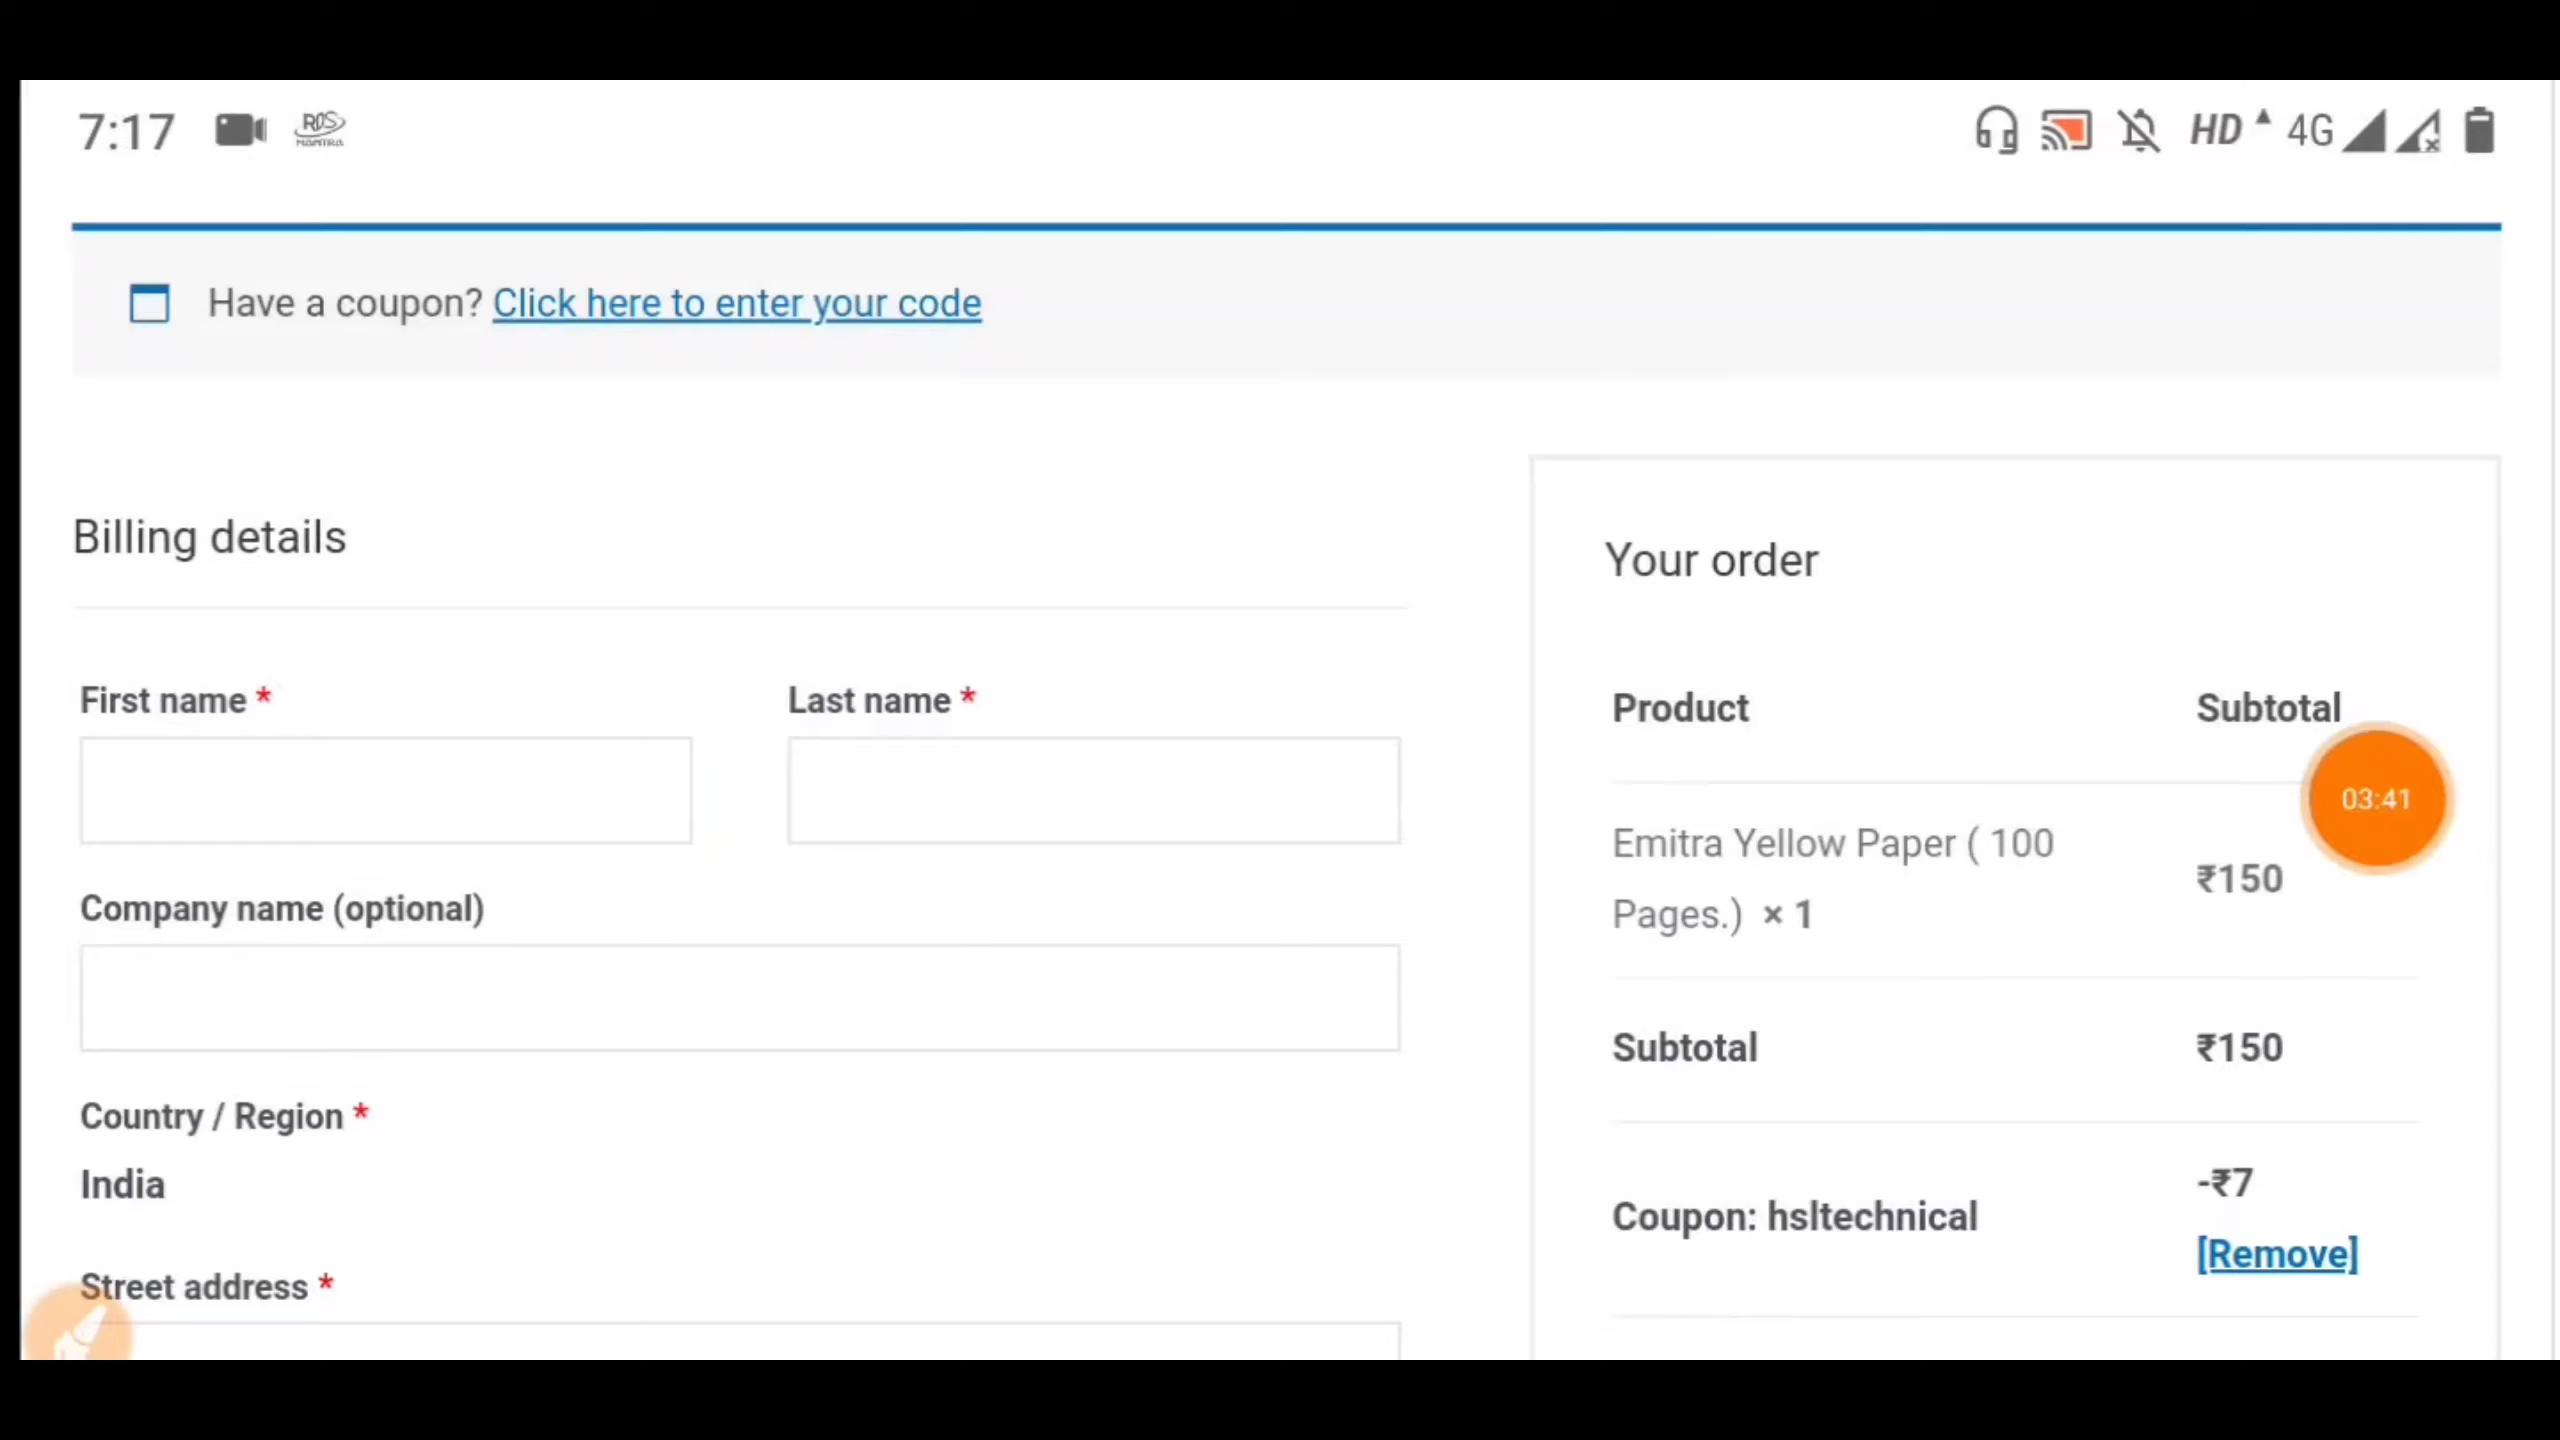 7:17
RDS
MANTRA
HD 4G
Have a coupon? Click here to enter your code
Billing details
First name *
Last name *
Company name (optional)
Country / Region *
India
Street address *
Your order
Product Subtotal
03:41
Emitra Yellow Paper ( 100
Pages.) × 1
₹150
Subtotal ₹150
Coupon: hsltechnical
-₹7
[Remove]